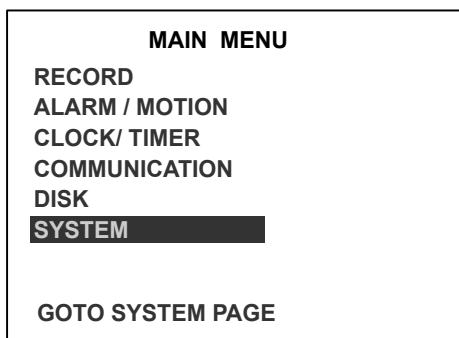 MAIN MENU
RECORD
ALARM / MOTION
CLOCK/ TIMER
COMMUNICATION
DISK
SYSTEM
GOTO SYSTEM PAGE